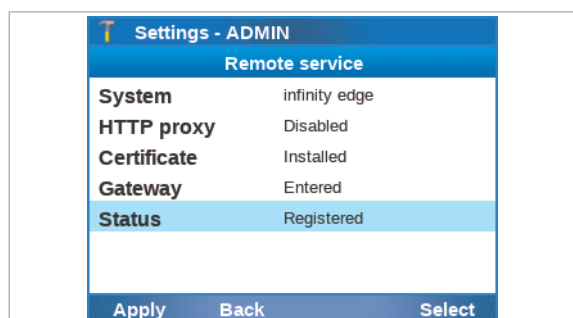 Settings - ADMIN
Remote service
System infinity edge
HTTP proxy Disabled
Certificate Installed
Gateway Entered
Status Registered
Apply Back Select